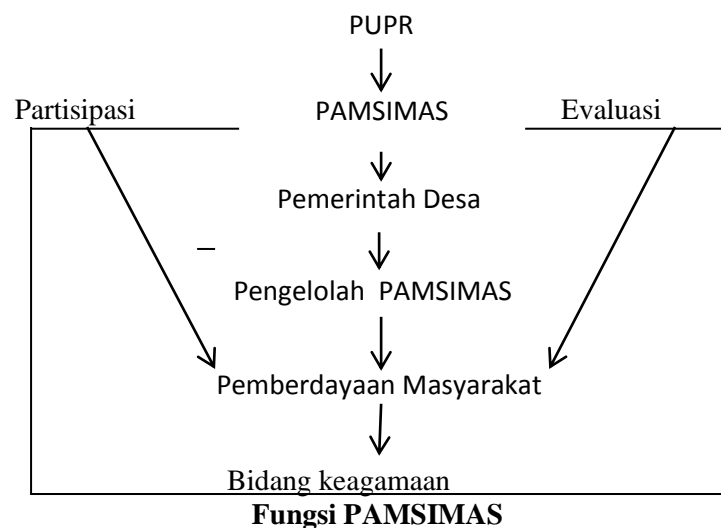 PUPR
Partisipasi PAMSIMAS Evaluasi
Pemerintah Desa
Pengelolah PAMSIMAS
Pemberdayaan Masyarakat
Bidang keagamaan
Fungsi PAMSIMAS